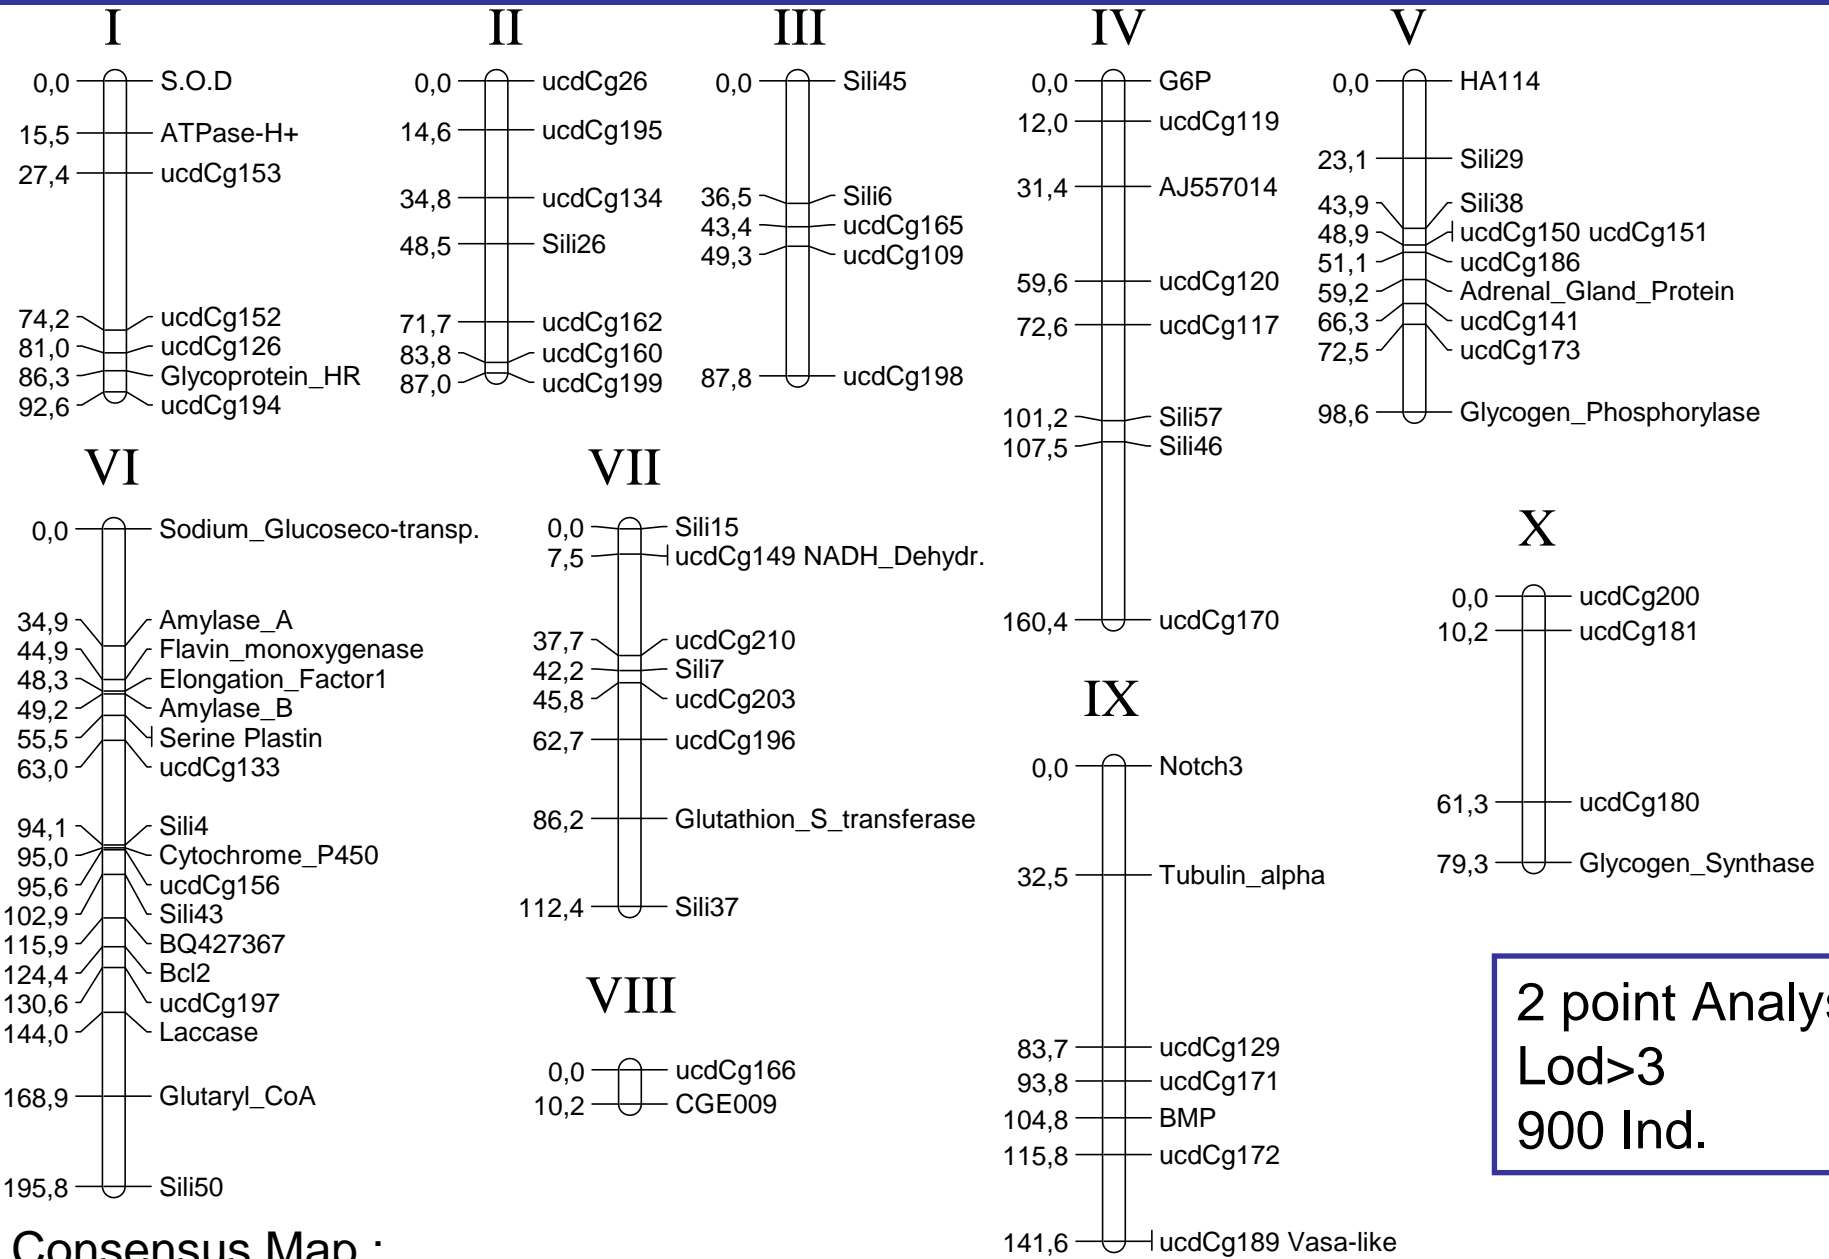 I
0,0 S.O.D
15,5 ATPase-H+
27,4 ucdCg153
74,2 ucdCg152
81,0 ucdCg126
86,3 Glycoprotein_HR
92,6 ucdCg194
II
0,0 ucdCg26
14,6 ucdCg195
34,8 ucdCg134
48,5 Sili26
71,7 ucdCg162
83,8 ucdCg160
87,0 ucdCg199
III
0,0 Sili45
36,5 Sili6
43,4 ucdCg165
49,3 ucdCg109
87,8 ucdCg198
IV
0,0 G6P
12,0 ucdCg119
31,4 AJ557014
59,6 ucdCg120
72,6 ucdCg117
101,2 Sili57
107,5 Sili46
160,4 ucdCg170
V
0,0 HA114
23,1 Sili29
43,9 Sili38
48,9 ucdCg150 ucdCg151
51,1 ucdCg186
59,2 Adrenal_Gland_Protein
66,3 ucdCg141
72,5 ucdCg173
98,6 Glycogen_Phosphorylase
VI
0,0 Sodium_Glucoseco-transp.
34,9 Amylase_A
44,9 Flavin_monoxygenase
48,3 Elongation_Factor1
49,2 Amylase_B
55,5 Serine Plastin
63,0 ucdCg133
94,1 Sili4
95,0 Cytochrome_P450
95,6 ucdCg156
102,9 Sili43
115,9 BQ427367
124,4 Bcl2
130,6 ucdCg197
144,0 Laccase
168,9 Glutaryl_CoA
195,8 Sili50
VII
0,0 Sili15
7,5 ucdCg149 NADH_Dehydr.
37,7 ucdCg210
42,2 Sili7
45,8 ucdCg203
62,7 ucdCg196
86,2 Glutathion_S_transferase
112,4 Sili37
VIII
0,0 ucdCg166
10,2 CGE009
IX
0,0 Notch3
32,5 Tubulin_alpha
83,7 ucdCg129
93,8 ucdCg171
104,8 BMP
115,8 ucdCg172
141,6 ucdCg189 Vasa-like
X
0,0 ucdCg200
10,2 ucdCg181
61,3 ucdCg180
79,3 Glycogen_Synthase
2 point Analys
Lod>3
900 Ind.
Consensus Map :